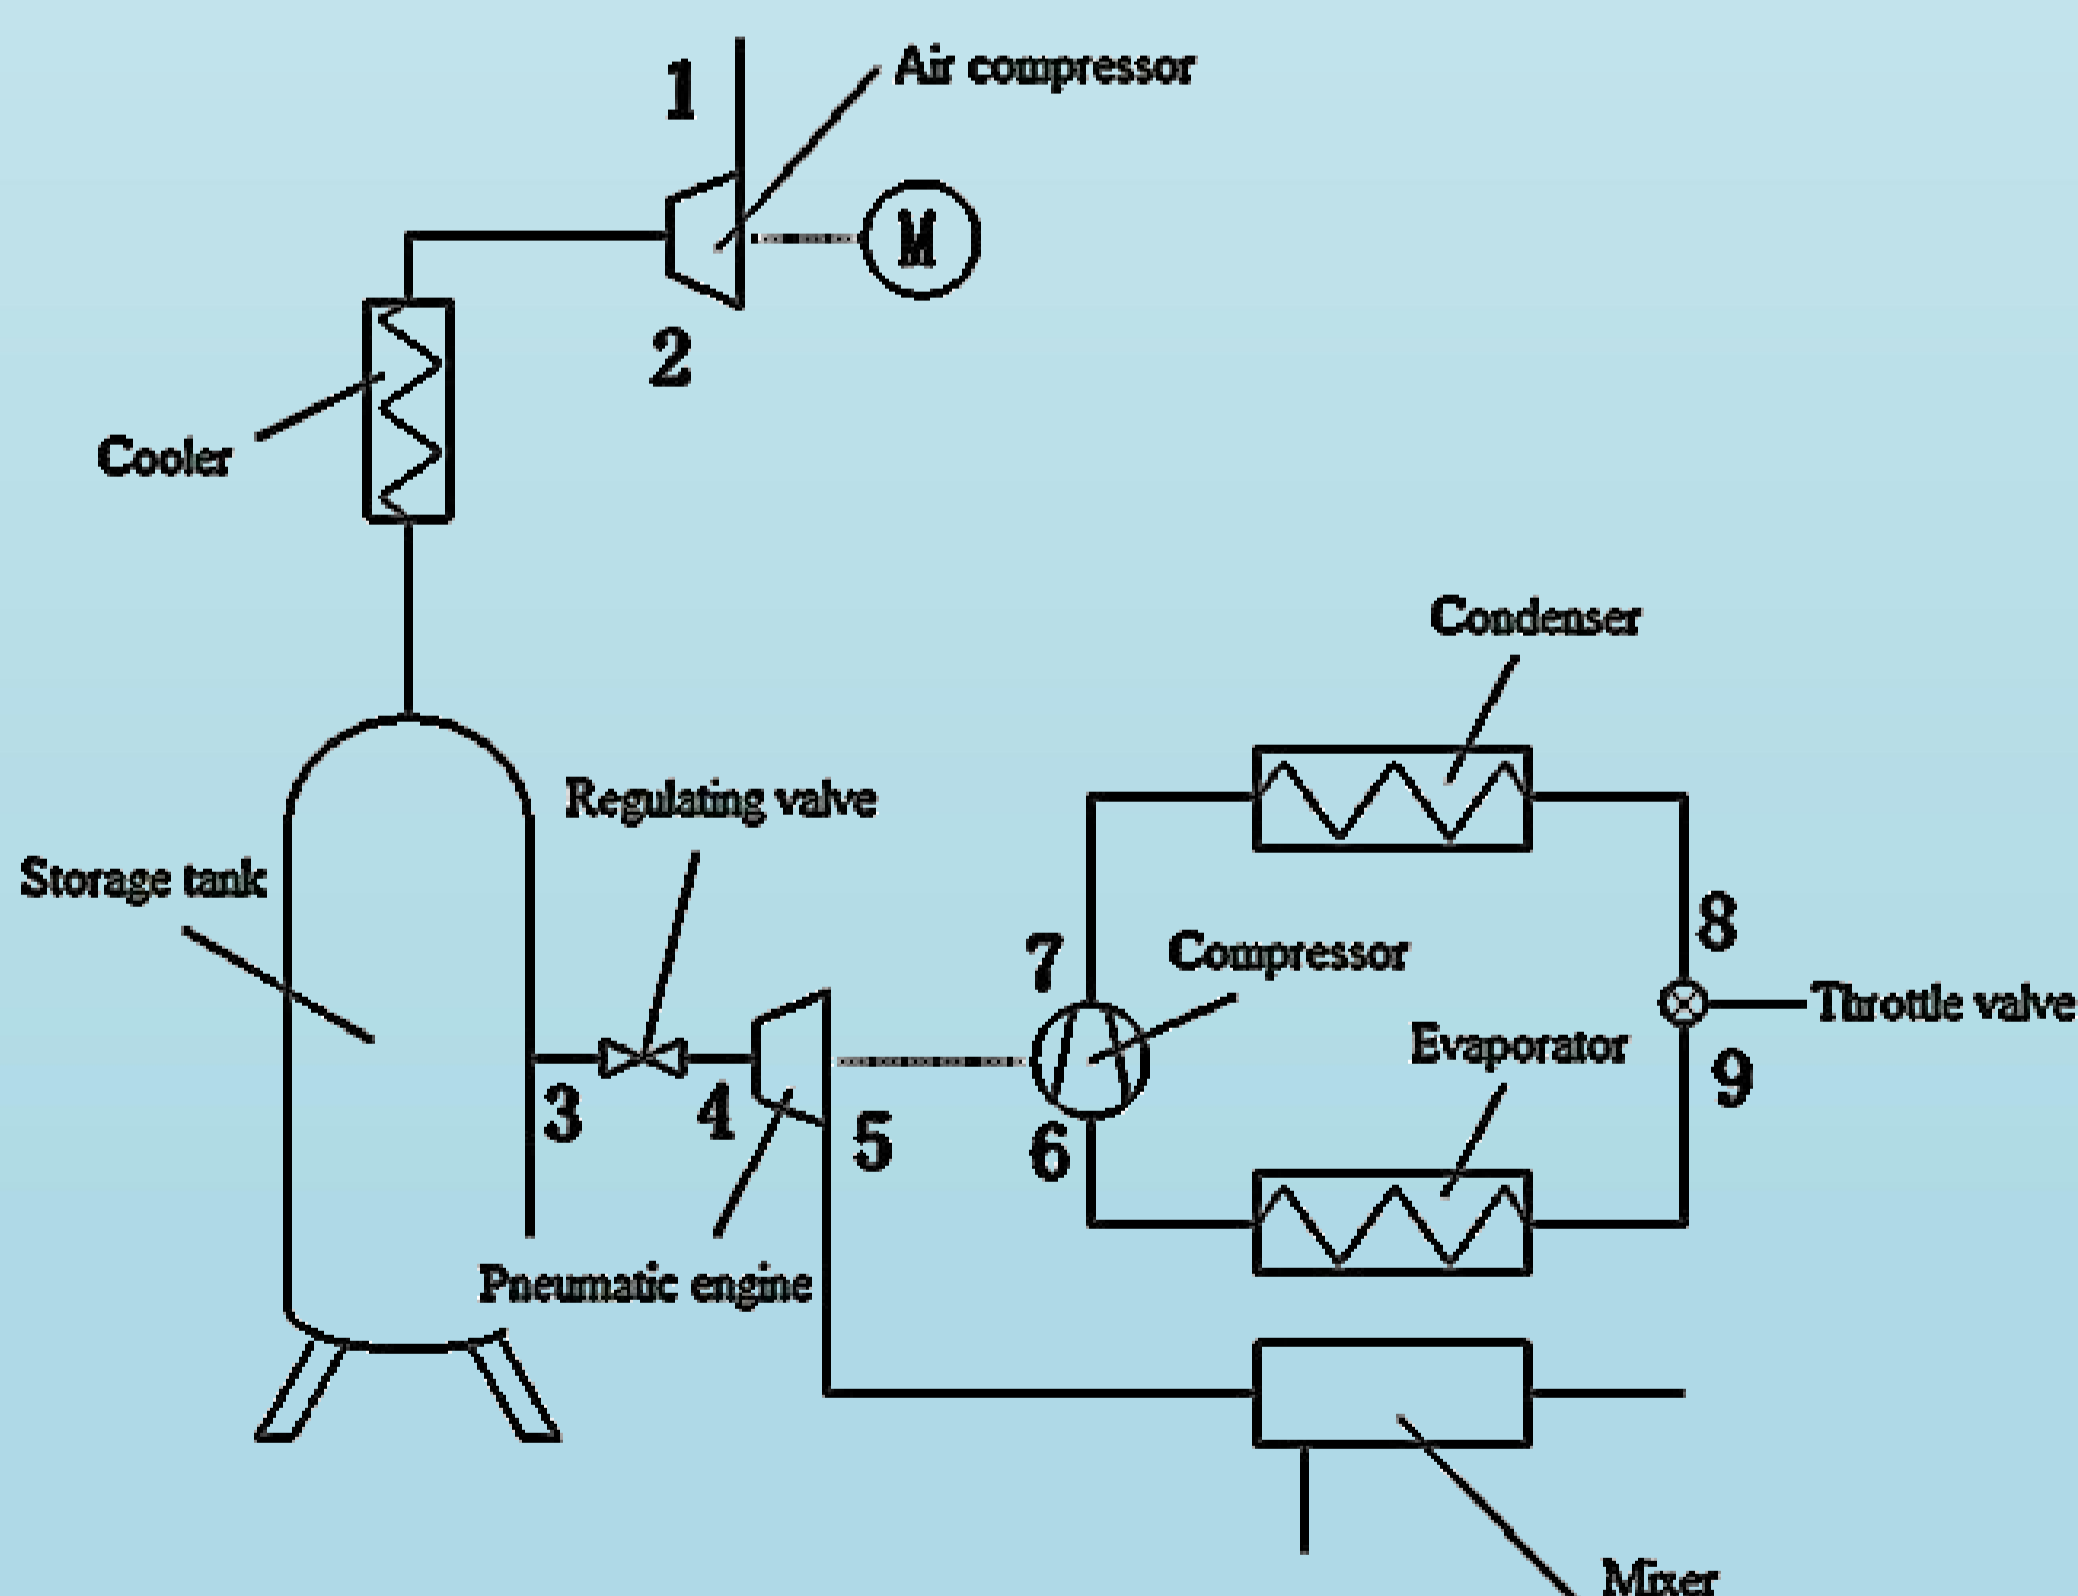 1
Air compressor
M
2
Cooler
Condenser
Regulating valve
Storage tank
8
7
Compressor
Throttle valve
Evaporator
9
3
4
5
6
Pneumatic engine
Mixer